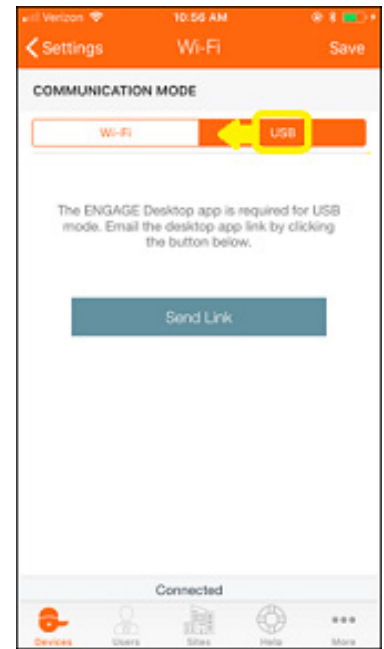 Verizon 10:56 AM
Settings Wi-Fi Save
COMMUNICATION MODE
Wi-Fi USB
The ENGAGE Desktop app is required for USB
mode. Email the desktop app link by clicking
the button below.
Send Link
Connected
Devices Users Sites Help More